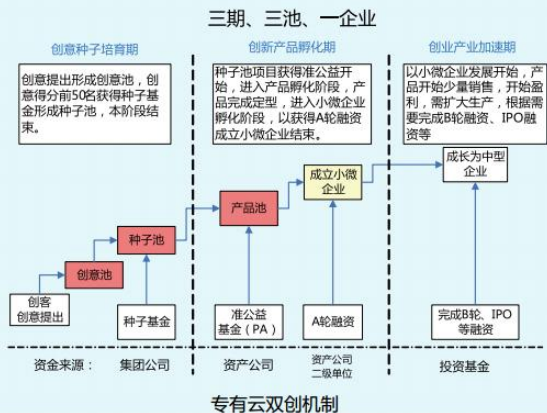 三期、三池、一企业
创意种子培育期
创新产品孵化期
创业产业加速期
创意提出形成创意池，创
意得分前50名获得种子基
金形成种子池，本阶段结
束。
种子池项目获得准公益开
始，进入产品孵化阶段，产
品完成定型，进入小微企业
孵化阶段，以获得A轮融资
成立小微企业结束。
以小微企业发展开始，产
品开始少量销售，开始盈
利，需扩大生产，根据需
要完成B轮融资、IPO融
资等
成长为中型
企业
成立小微
企业
产品池
种子池
创意池
创客
创意提出
种子基金
准公益
基金（PA）
A轮融资
完成B轮、IPO
等融资
资金来源：
集团公司
资产公司
资产公司
二级单位
投资基金
专有云双创机制